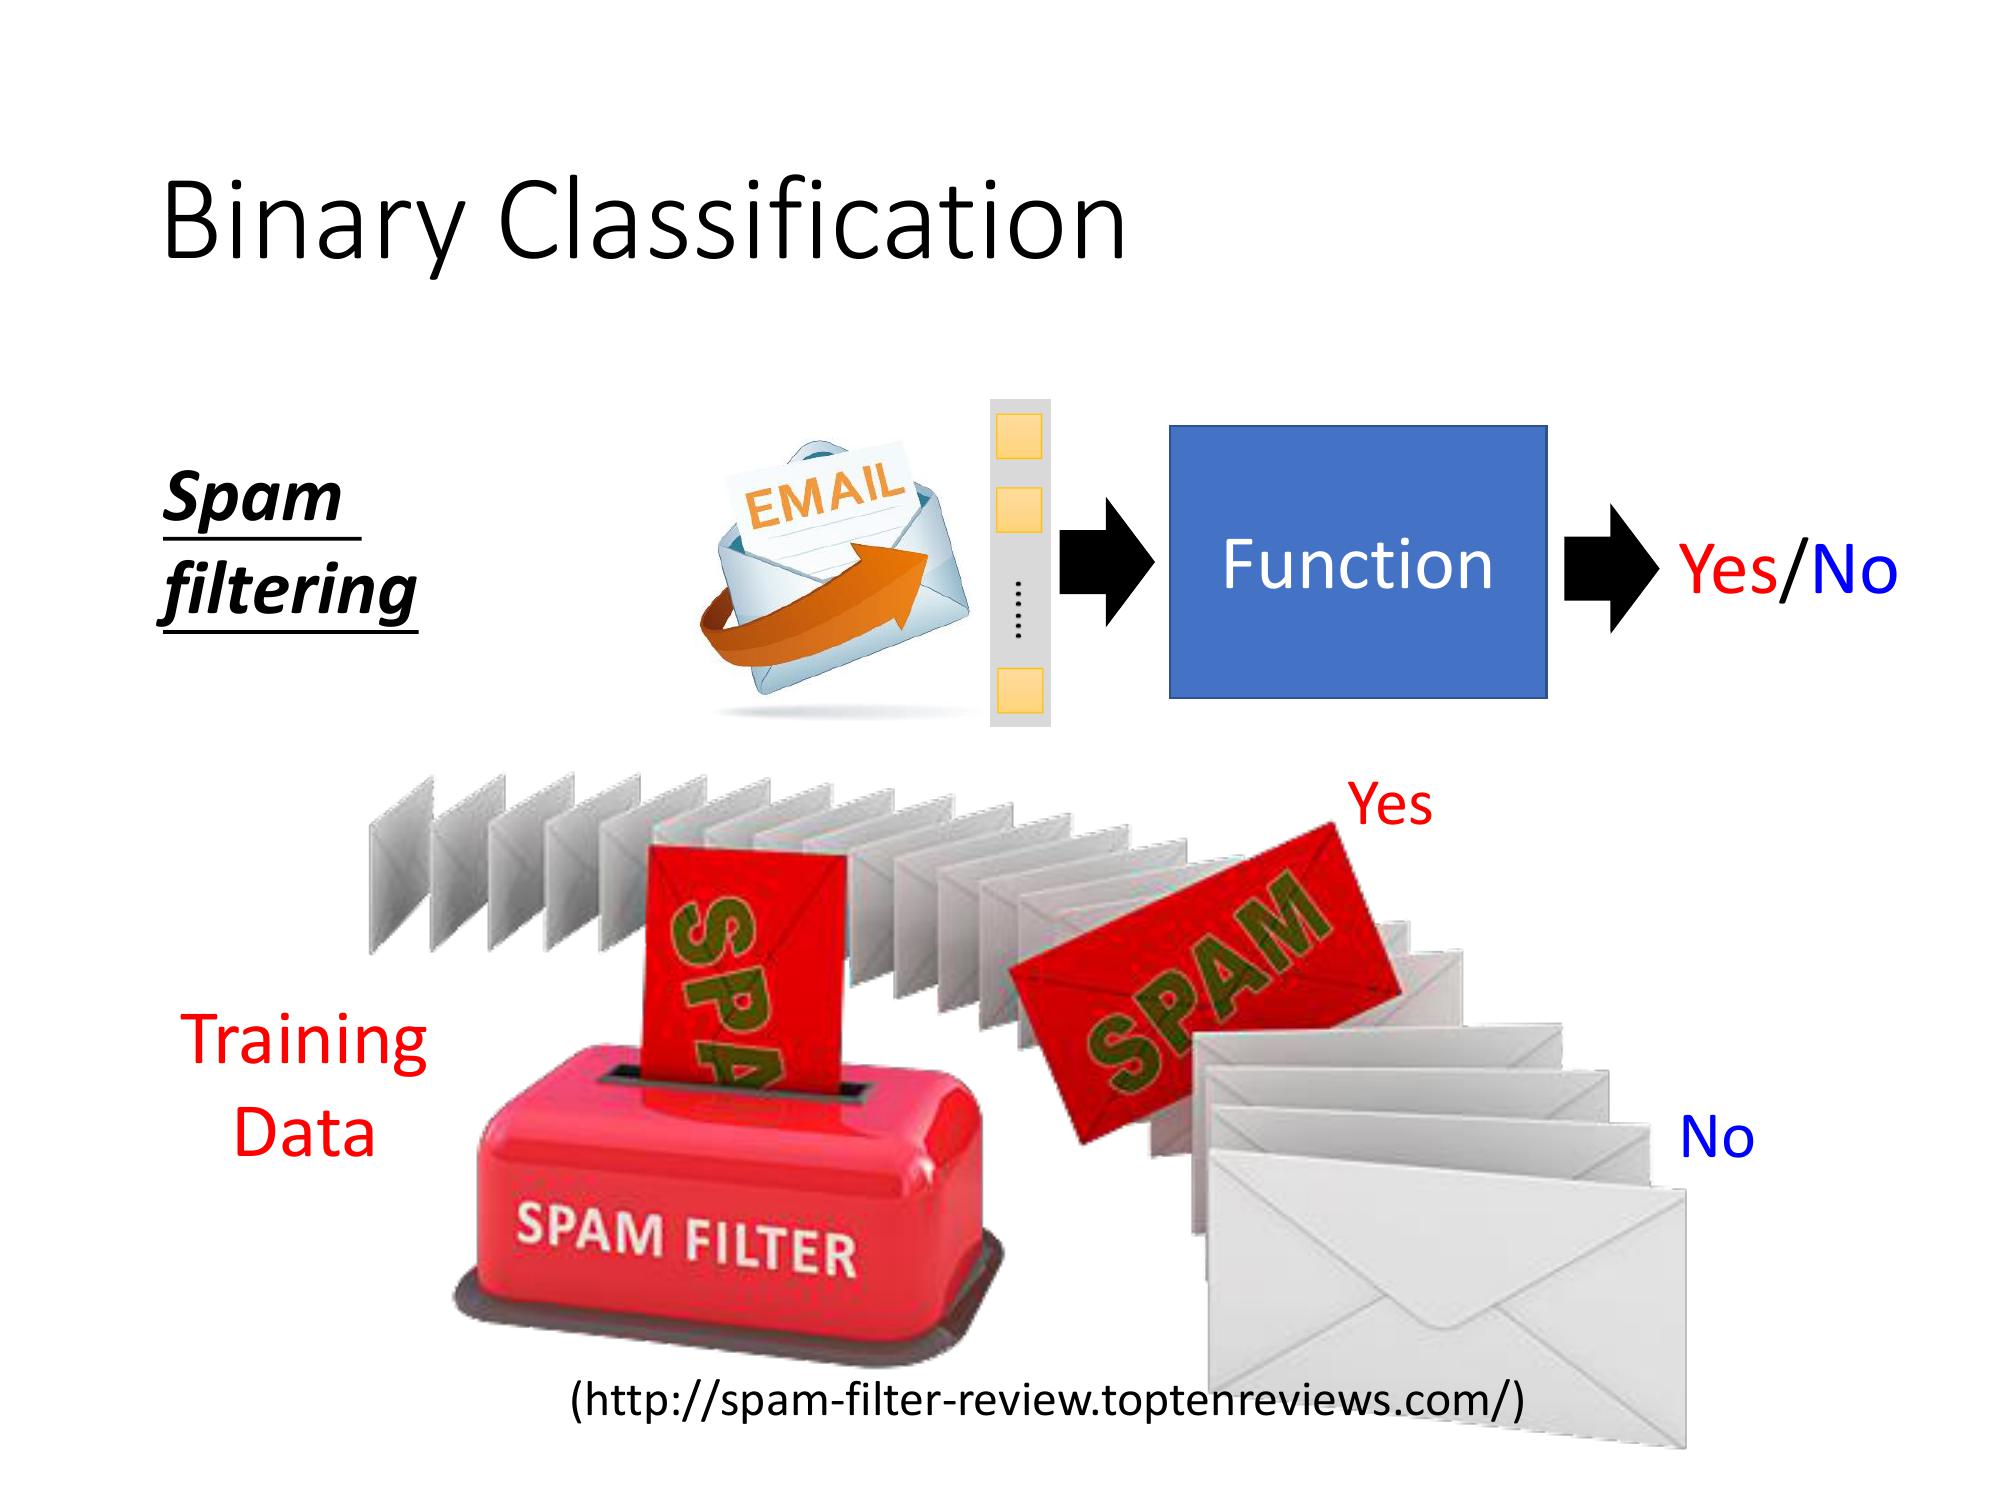 Binary Classification
Spam
filtering
EMAIL
......
Function
Yes/No
Yes
SPA
SPAM
Training
Data
No
SPAM FILTER
(http://spam-filter-review.toptenreviews.com/)